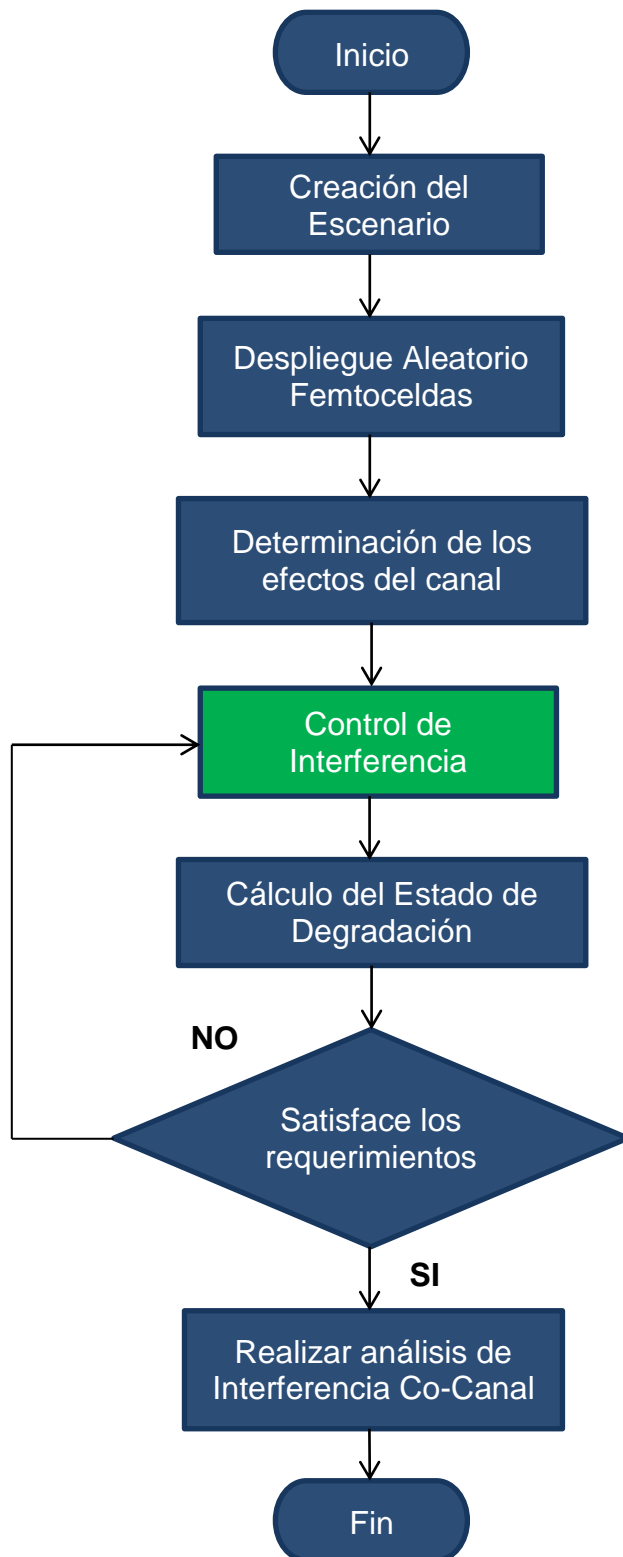 Inicio
Creación del
Escenario
Despliegue Aleatorio
Femtoceldas
Determinación de los
efectos del canal
Control de
Interferencia
Cálculo del Estado de
Degradación
NO
Satisface los
requerimientos
SI
Realizar análisis de
Interferencia Co-Canal
Fin